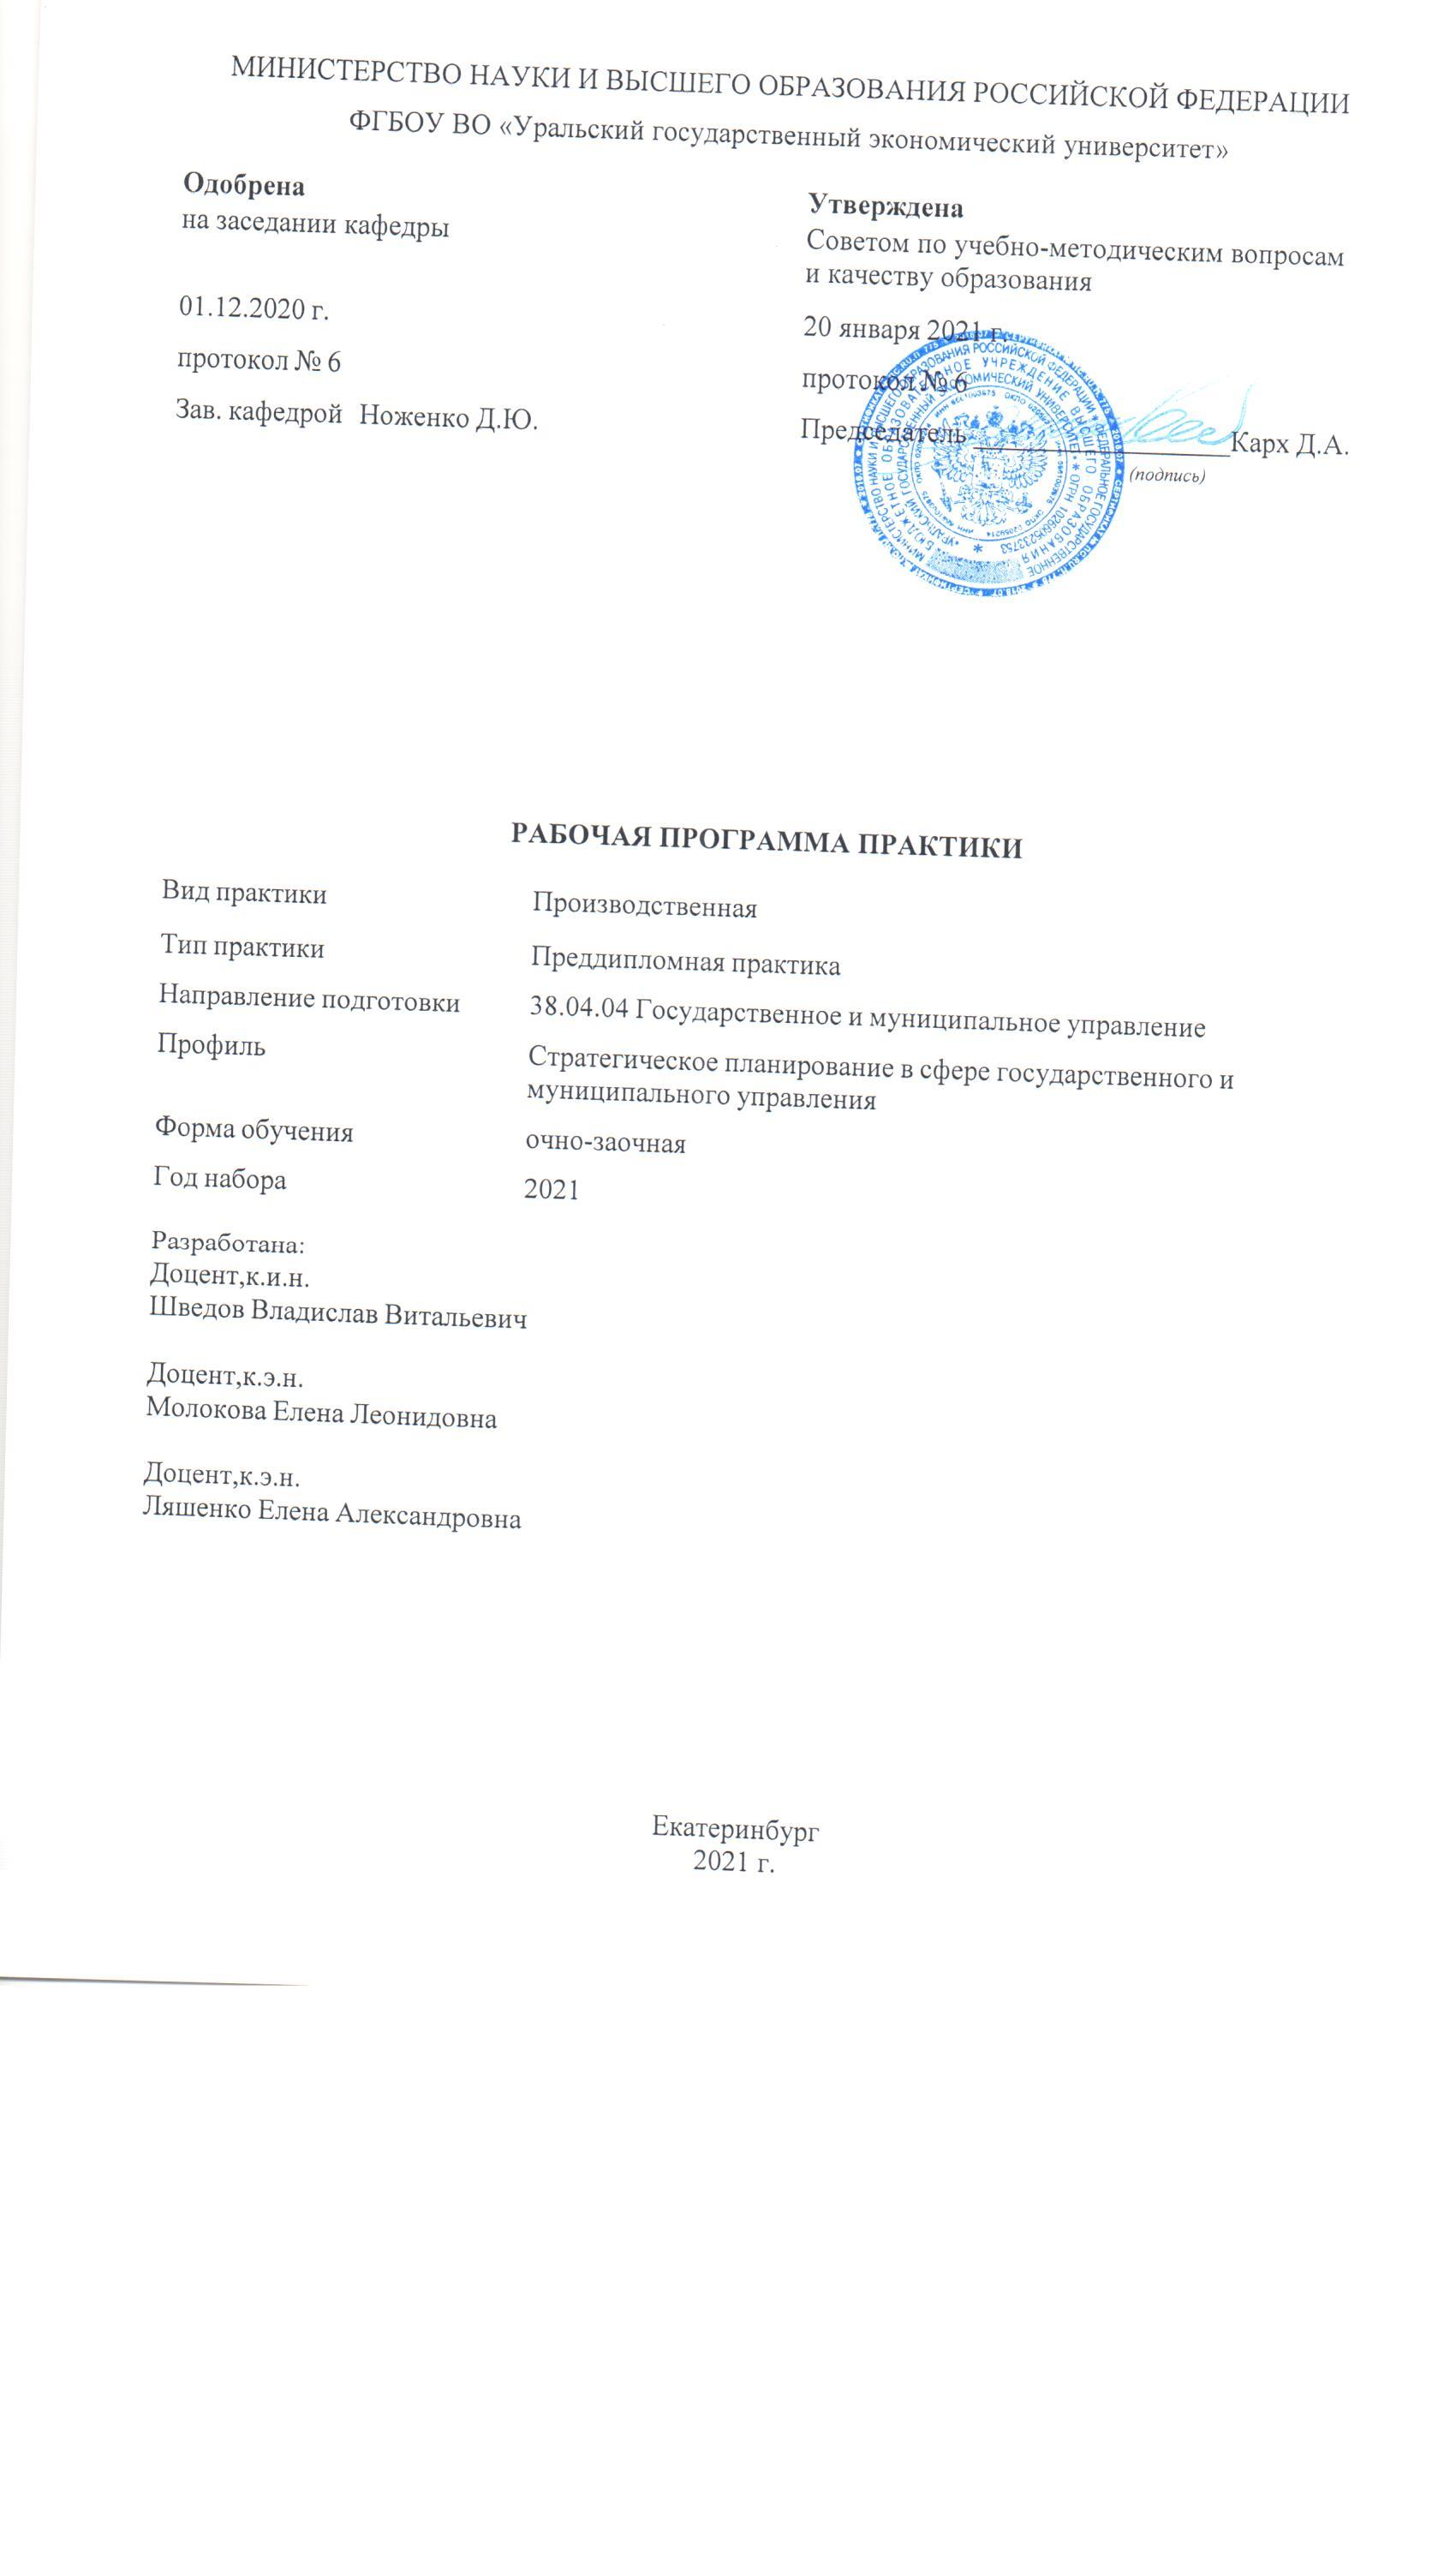 МИНИСТЕРСТВО НАУКИ И ВЫСШЕГО ОБРАЗОВАНИЯ РОССИЙСКОЙ ФЕДЕРАЦИИ
ФГБОУ ВО «Уральский государственный экономический университет»
Одобрена
на заседании кафедры
01.12.2020 г.
протокол № 6
Зав. кафедрой Ноженко Д.Ю.
Утверждена
Советом по учебно-методическим вопросам
и качеству образования
20 января 2021 г.
протокол № 6
Председатель Карх Д.А.
(подпись)
РАБОЧАЯ ПРОГРАММА ПРАКТИКИ
Вид практики Производственная
Тип практики Преддипломная практика
Направление подготовки 38.04.04 Государственное и муниципальное управление
Профиль Стратегическое планирование в сфере государственного и
муниципального управления
Форма обучения очно-заочная
Год набора 2021
Разработана:
Доцент,к.и.н.
Шведов Владислав Витальевич
Доцент,к.э.н.
Молокова Елена Леонидовна
Доцент,к.э.н.
Ляшенко Елена Александровна
Екатеринбург
2021 г.